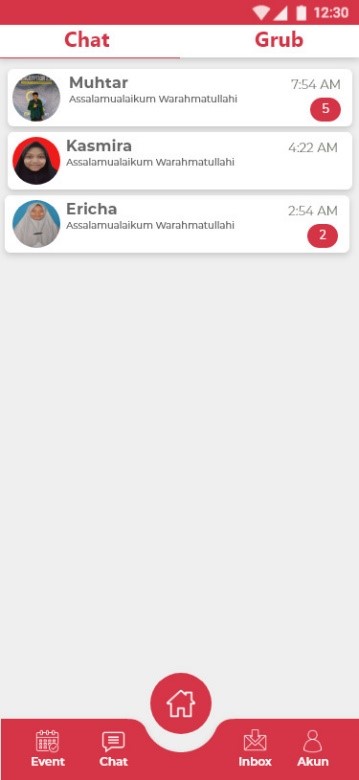 12:30
Chat Grub
Muhtar 7:54 AM
Assalamualaikum Warahmatullahi
5
Kasmira 4:22 AM
Assalamualaikum Warahmatullahi
Ericha 2:54 AM
Assalamualaikum Warahmatullahi
2
Event Chat Inbox Akun